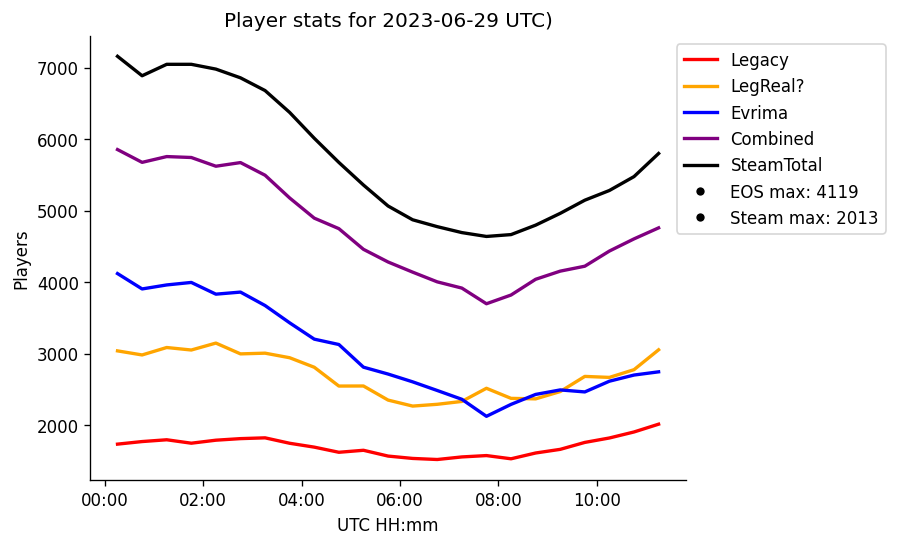 Player stats for 2023-06-29 UTC)
Legacy
LegReal?
Evrima
Combined
SteamTotal
EOS max: 4119
Steam max: 2013
7000
6000
5000
4000
3000
2000
Players
00:00 02:00 04:00 06:00 08:00 10:00
UTC HH:mm